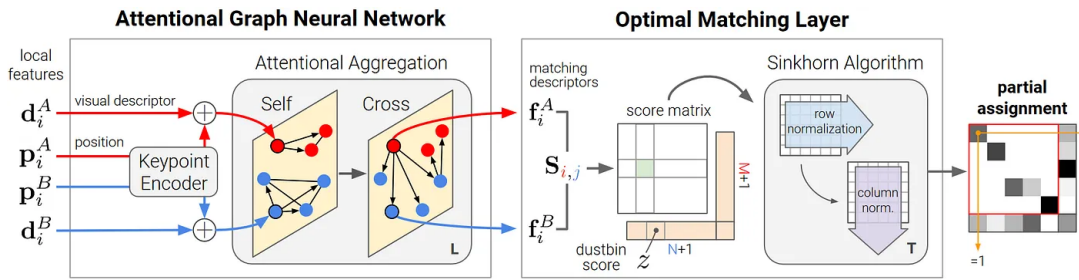 Attentional Graph Neural Network
Optimal Matching Layer
local
features
Attentional Aggregation
matching
descriptors
Sinkhorn Algorithm
partial
assignment
d_i^A
visual descriptor
Self
Cross
f_i^A
score matrix
row
normalization
p_i^A
position
Keypoint
Encoder
S_{i,j}
M+1
p_i^B
column
norm.
d_i^B
f_i^B
L
dustbin
score
z
N+1
T
=1